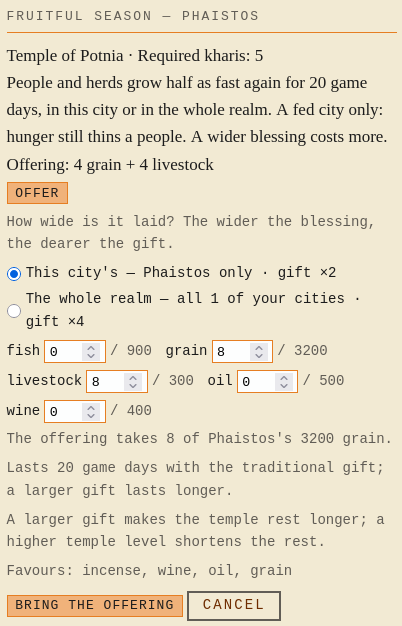 FRUITFUL SEASON — PHAISTOS
Temple of Potnia · Required kharis: 5
People and herds grow half as fast again for 20 game
days, in this city or in the whole realm. A fed city only:
hunger still thins a people. A wider blessing costs more.
Offering: 4 grain + 4 livestock
OFFER
How wide is it laid? The wider the blessing,
the dearer the gift.
This city's — Phaistos only · gift ×2
The whole realm — all 1 of your cities ·
gift ×4
fish 0 / 900 grain 8 / 3200
livestock 8 / 300 oil 0 / 500
wine 0 / 400
The offering takes 8 of Phaistos's 3200 grain.
Lasts 20 game days with the traditional gift;
a larger gift lasts longer.
A larger gift makes the temple rest longer; a
higher temple level shortens the rest.
Favours: incense, wine, oil, grain
BRING THE OFFERING CANCEL